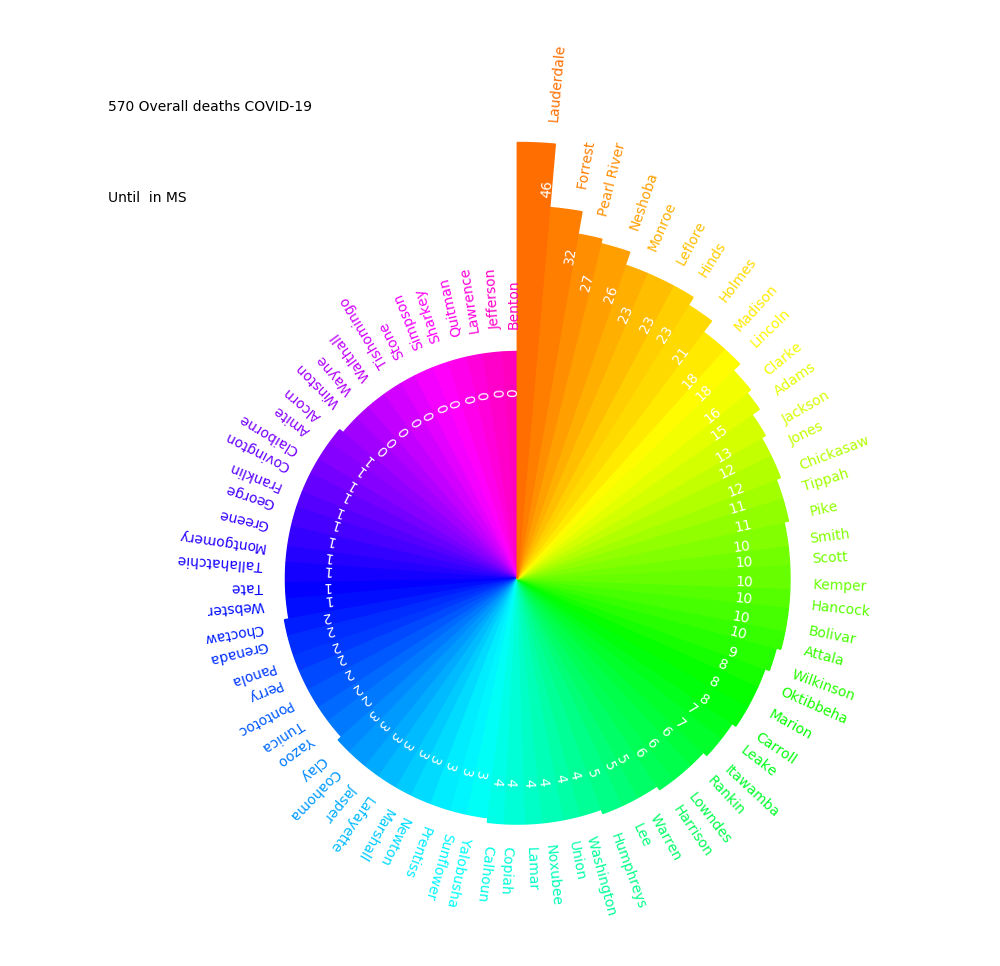 570 Overall deaths COVID-19
Until  in MS
Lauderdale
46
Forrest
32
Pearl River
27
Neshoba
26
Monroe
23
Leflore
23
Hinds
23
Holmes
21
Madison
18
Lincoln
18
Clarke
16
Adams
15
Jackson
13
Jones
12
Chickasaw
12
Tippah
11
Pike
11
Smith
10
Scott
10
Kemper
10
Hancock
10
Bolivar
10
Attala
10
Wilkinson
9
Oktibbeha
8
Marion
8
Carroll
8
Leake
7
Itawamba
7
Rankin
6
Lowndes
6
Harrison
6
Warren
5
Lee
5
Humphreys
5
Washington
4
Union
4
Noxubee
4
Lamar
4
Copiah
4
Calhoun
4
Yalobusha
3
Sunflower
3
Prentiss
3
Newton
3
Marshall
3
Lafayette
3
Jasper
3
Coahoma
3
Clay
3
Yazoo
2
Tunica
2
Pontotoc
2
Perry
2
Panola
2
Grenada
2
Choctaw
2
Webster
1
Tate
1
Tallahatchie
1
Montgomery
1
Greene
1
George
1
Franklin
1
Covington
1
Claiborne
1
Amite
1
Alcorn
1
Winston
0
Wayne
0
Walthall
0
Tishomingo
0
Stone
0
Simpson
0
Sharkey
0
Quitman
0
Lawrence
0
Jefferson
0
Benton
0